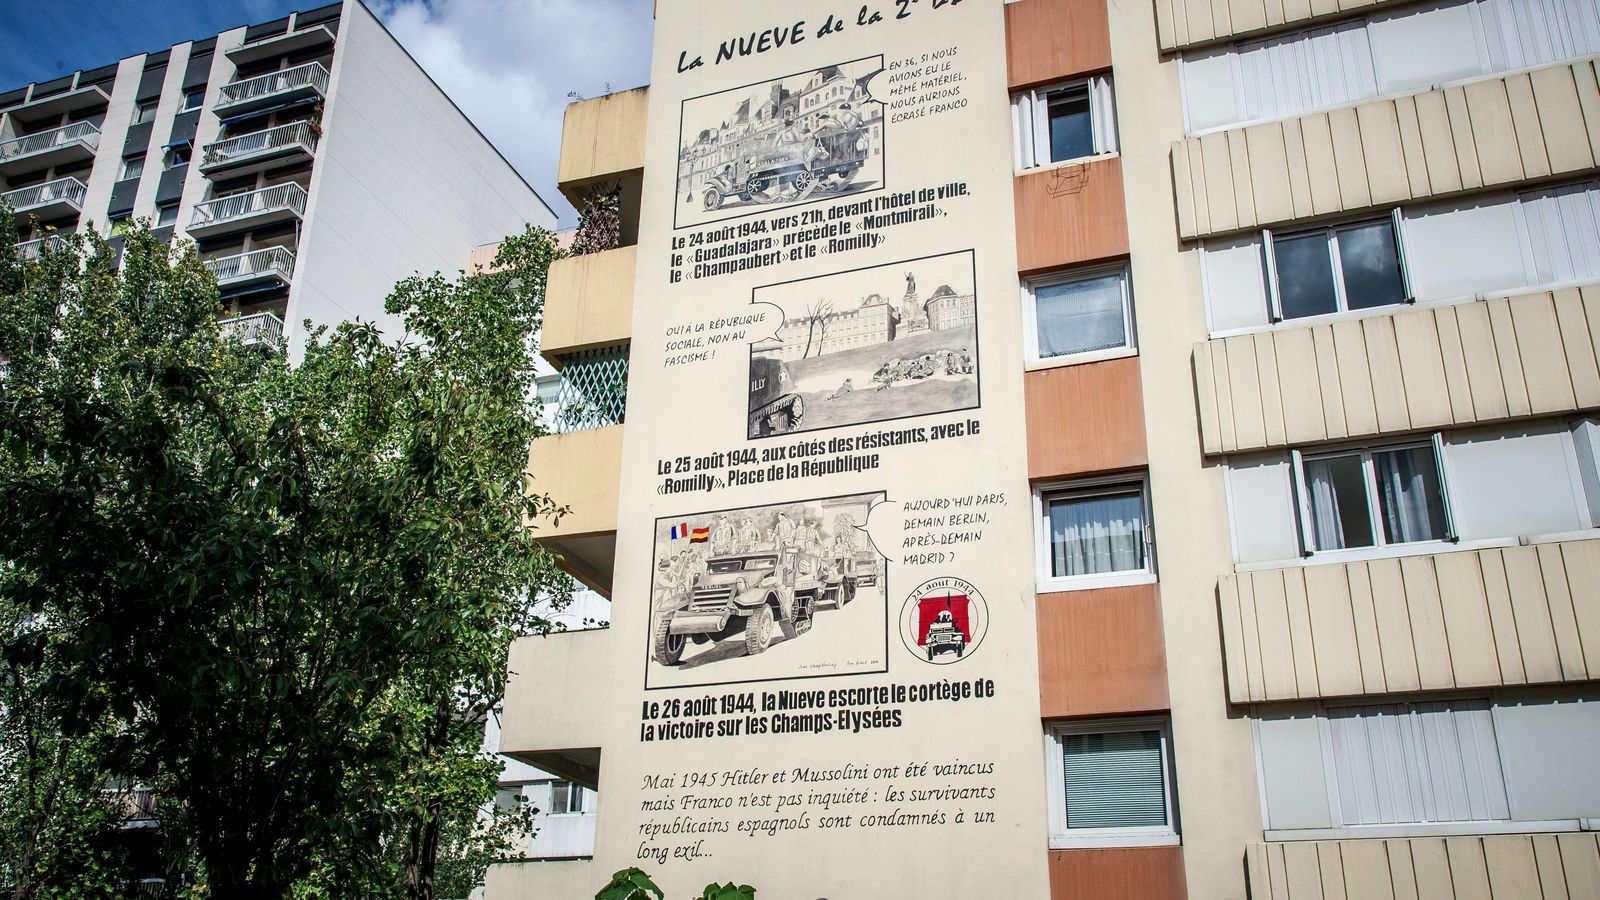 La NUEVE de la 2e
EN 36, SI NOUS
AVIONS EU LE
MÊME MATÉRIEL,
NOUS AURIONS
ÉCRASÉ FRANCO
Le 24 août 1944, vers 21h, devant l'hôtel de ville,
le «Guadalajara» précède le «Montmirail»,
le «Champaubert» et le «Romilly»
OUI À LA RÉPUBLIQUE
SOCIALE, NON AU
FASCISME !
ILLY
Le 25 août 1944, aux côtés des résistants, avec le
«Romilly», Place de la République
AUJOURD'HUI PARIS,
DEMAIN BERLIN,
APRÈS-DEMAIN
MADRID ?
TERUEL
24 aout 1944
Le 26 août 1944, la Nueve escorte le cortège de
la victoire sur les Champs-Elysées
Mai 1945 Hitler et Mussolini ont été vaincus
mais Franco n'est pas inquiété : les survivants
républicains espagnols sont condamnés à un
long exil...